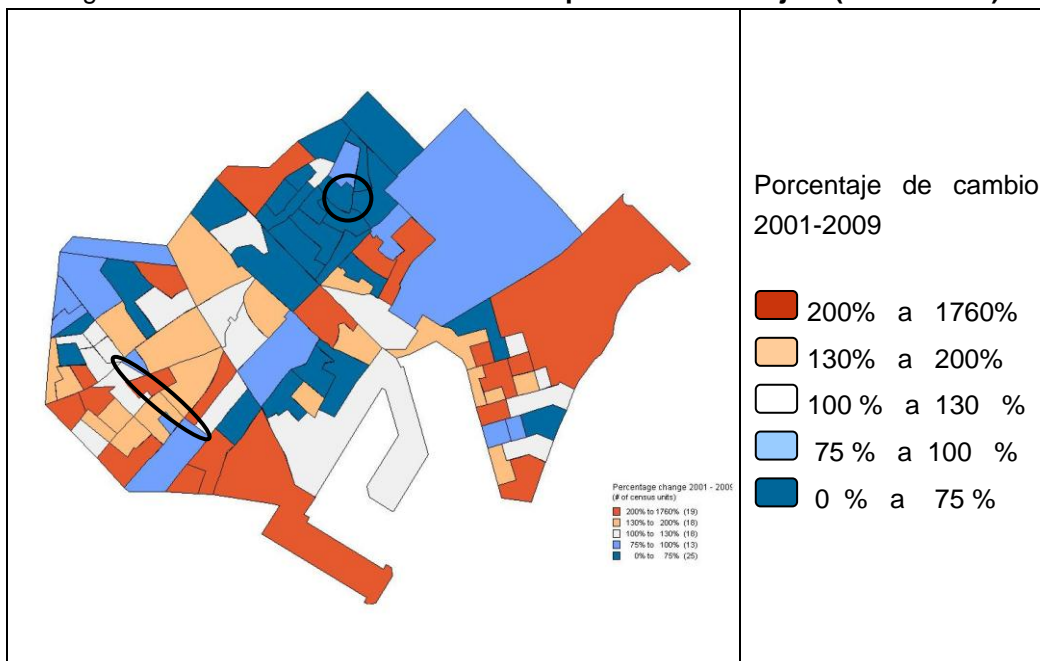 Porcentaje de cambio
2001-2009
200% a 1760%
130% a 200%
100 % a 130 %
75 % a 100 %
0 % a 75 %
Percentage change 2001 - 2009
(# of census units)
200% to 1760% (19)
130% to 200% (18)
100% to 130% (18)
75% to 100% (13)
0% to 75% (25)